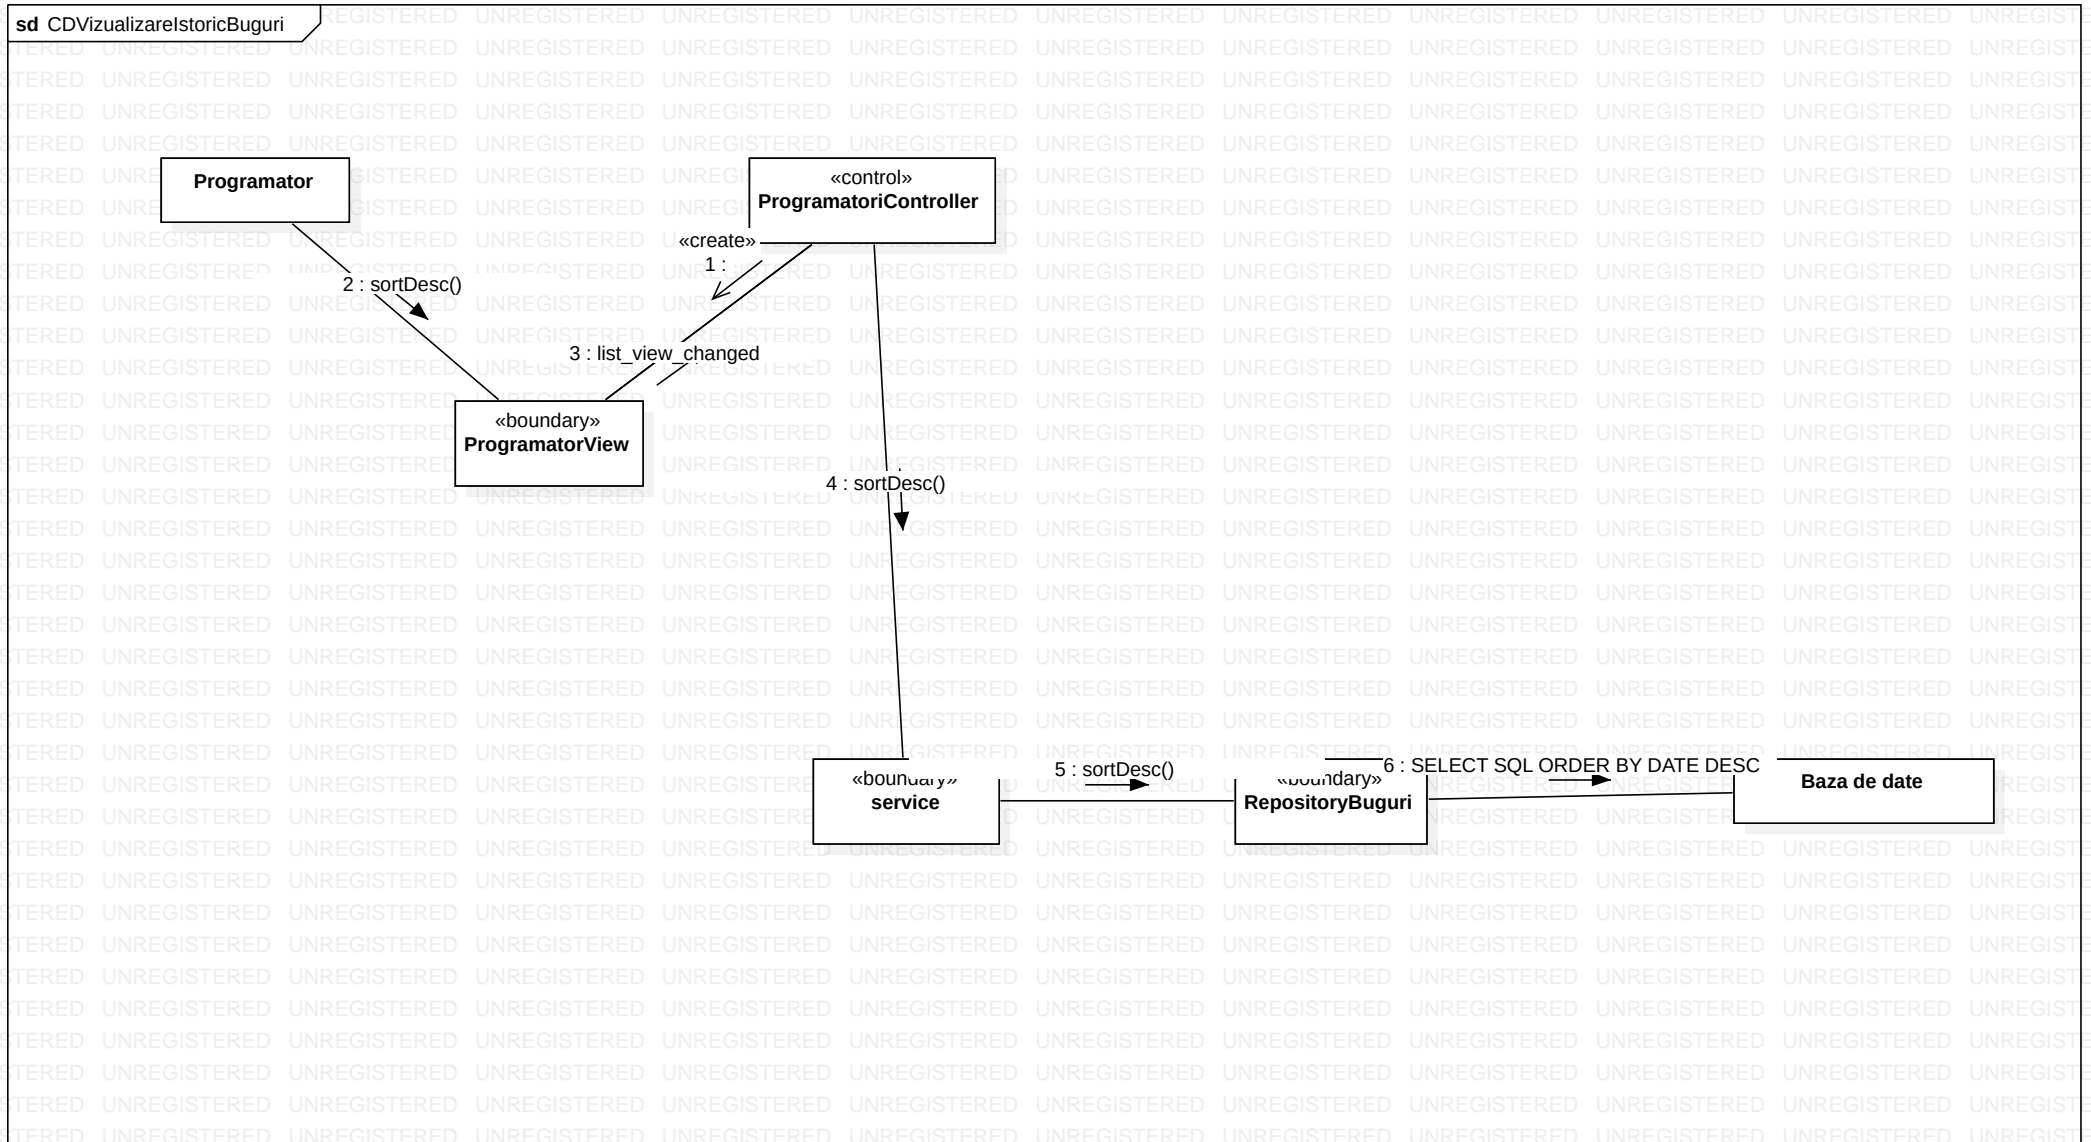 sd CDVizualizareIstoricBuguri
Programator
«control»
ProgramatoriController
«create»
1 :
2 : sortDesc()
3 : list_view_changed
«boundary»
ProgramatorView
4 : sortDesc()
«boundary»
service
5 : sortDesc()
«boundary»
RepositoryBuguri
6 : SELECT SQL ORDER BY DATE DESC
Baza de date
UNREGISTERED